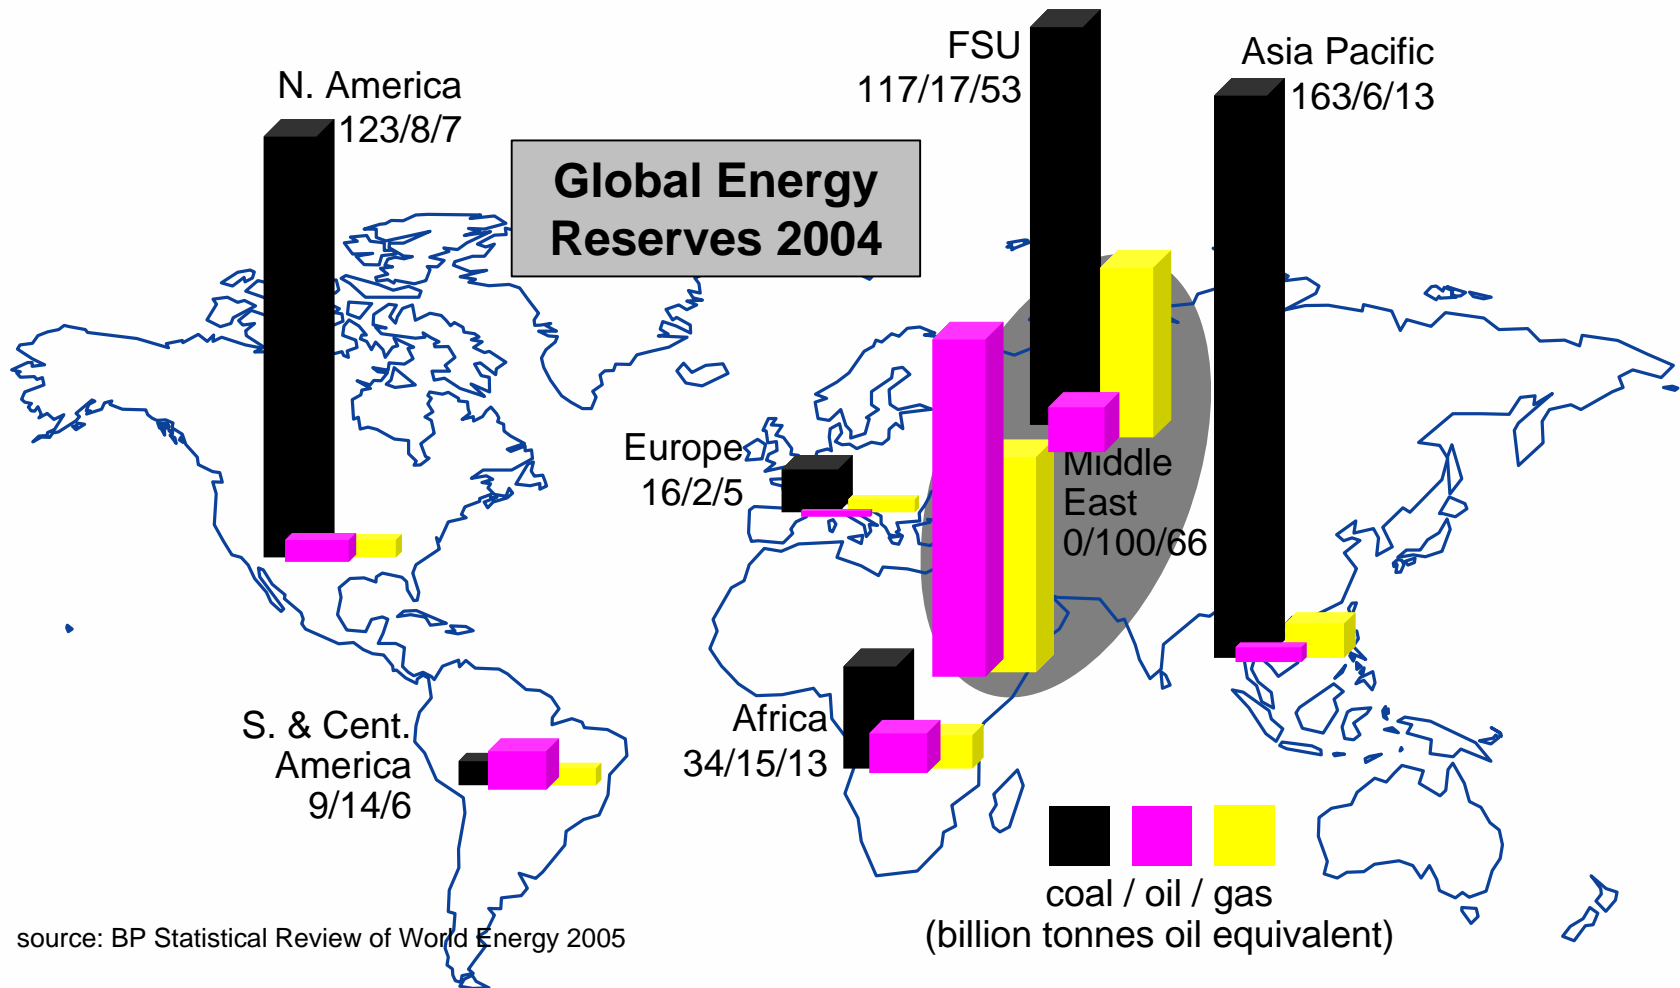 FSU
117/17/53
Asia Pacific
163/6/13
N. America
123/8/7
Global Energy
Reserves 2004
Europe
16/2/5
Middle
East
0/100/66
S. & Cent.
America
9/14/6
Africa
34/15/13
coal / oil / gas
(billion tonnes oil equivalent)
source: BP Statistical Review of World Energy 2005